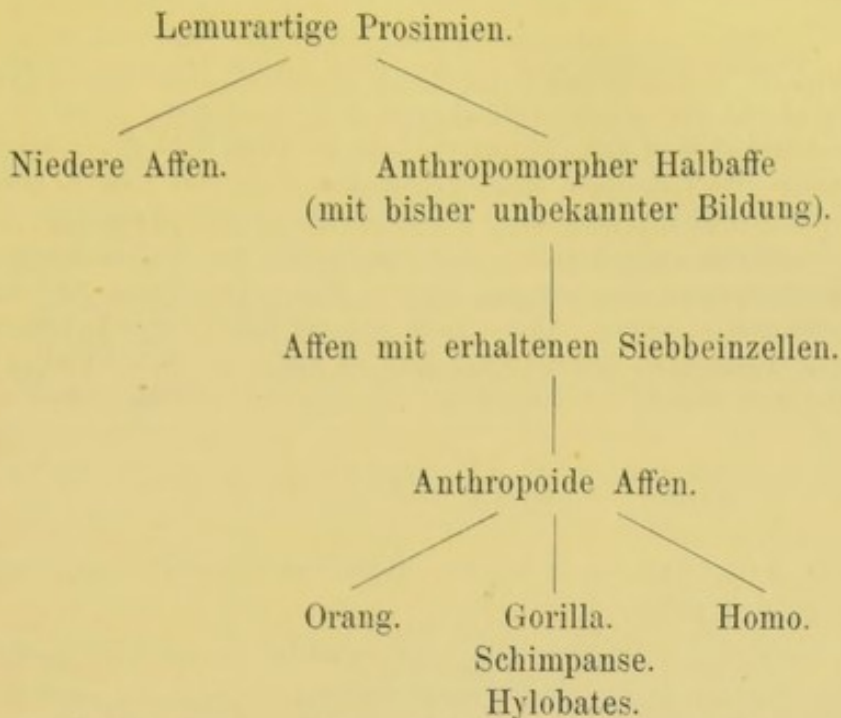 Lemurartige Prosimien.
Niedere Affen.
Anthropomorpher Halbaffe
(mit bisher unbekannter Bildung).
Affen mit erhaltenen Siebbeinzellen.
Anthropoide Affen.
Orang. Gorilla. Homo.
Schimpanse.
Hylobates.